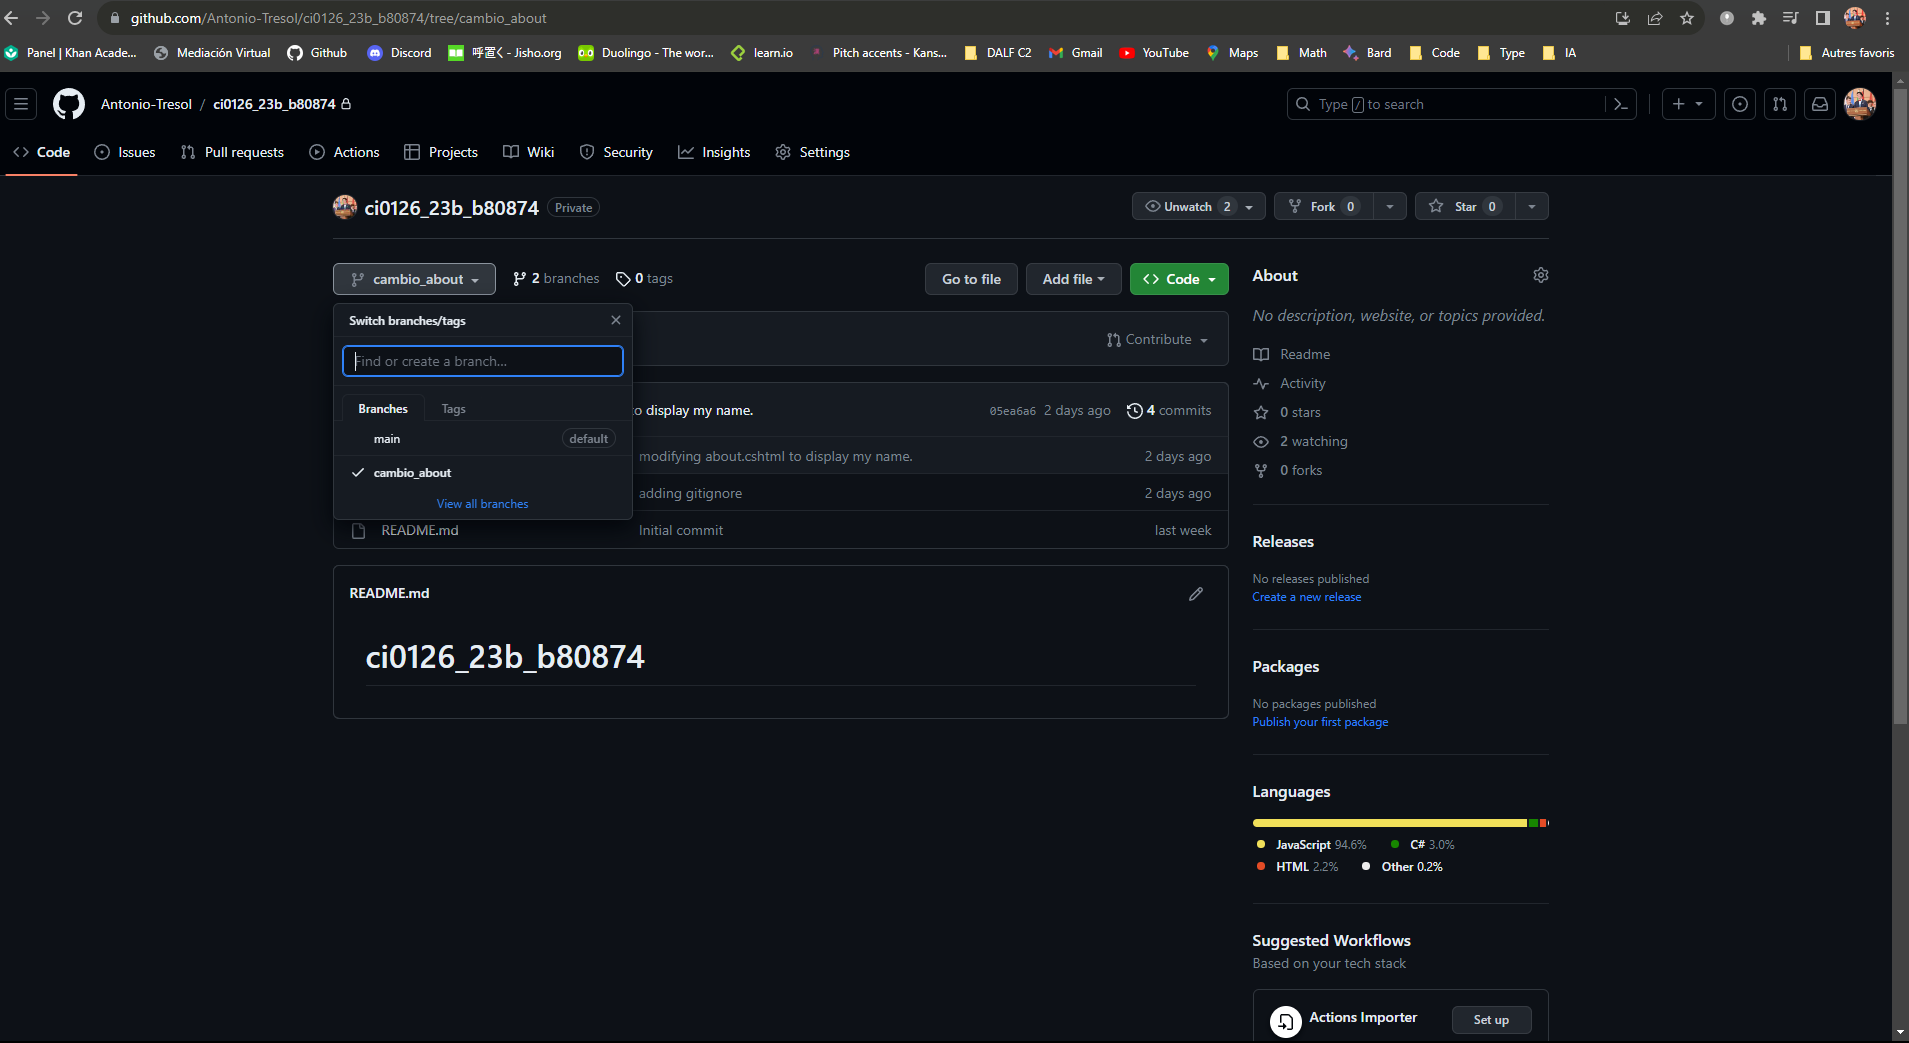 github.com/Antonio-Tresol/ci0126_23b_b80874/tree/cambio_about
Panel | Khan Acade... Mediación Virtual Github Discord 呼置く - Jisho.org Duolingo - The wor... learn.io Pitch accents - Kans... DALF C2 Gmail YouTube Maps Math Bard Code Type IA Autres favoris
Antonio-Tresol / ci0126_23b_b80874 Type / to search
Code Issues Pull requests Actions Projects Wiki Security Insights Settings
ci0126_23b_b80874 Private Unwatch 2 Fork 0 Star 0
cambio_about 2 branches 0 tags Go to file Add file Code
Switch branches/tags
Find or create a branch...
Branches Tags
main default
cambio_about
View all branches
Contribute
o display my name. 05ea6a6 2 days ago 4 commits
modifying about.cshtml to display my name. 2 days ago
adding gitignore 2 days ago
README.md Initial commit last week
README.md
ci0126_23b_b80874
About
No description, website, or topics provided.
Readme
Activity
0 stars
2 watching
0 forks
Releases
No releases published
Create a new release
Packages
No packages published
Publish your first package
Languages
JavaScript 94.6% C# 3.0%
HTML 2.2% Other 0.2%
Suggested Workflows
Based on your tech stack
Actions Importer Set up